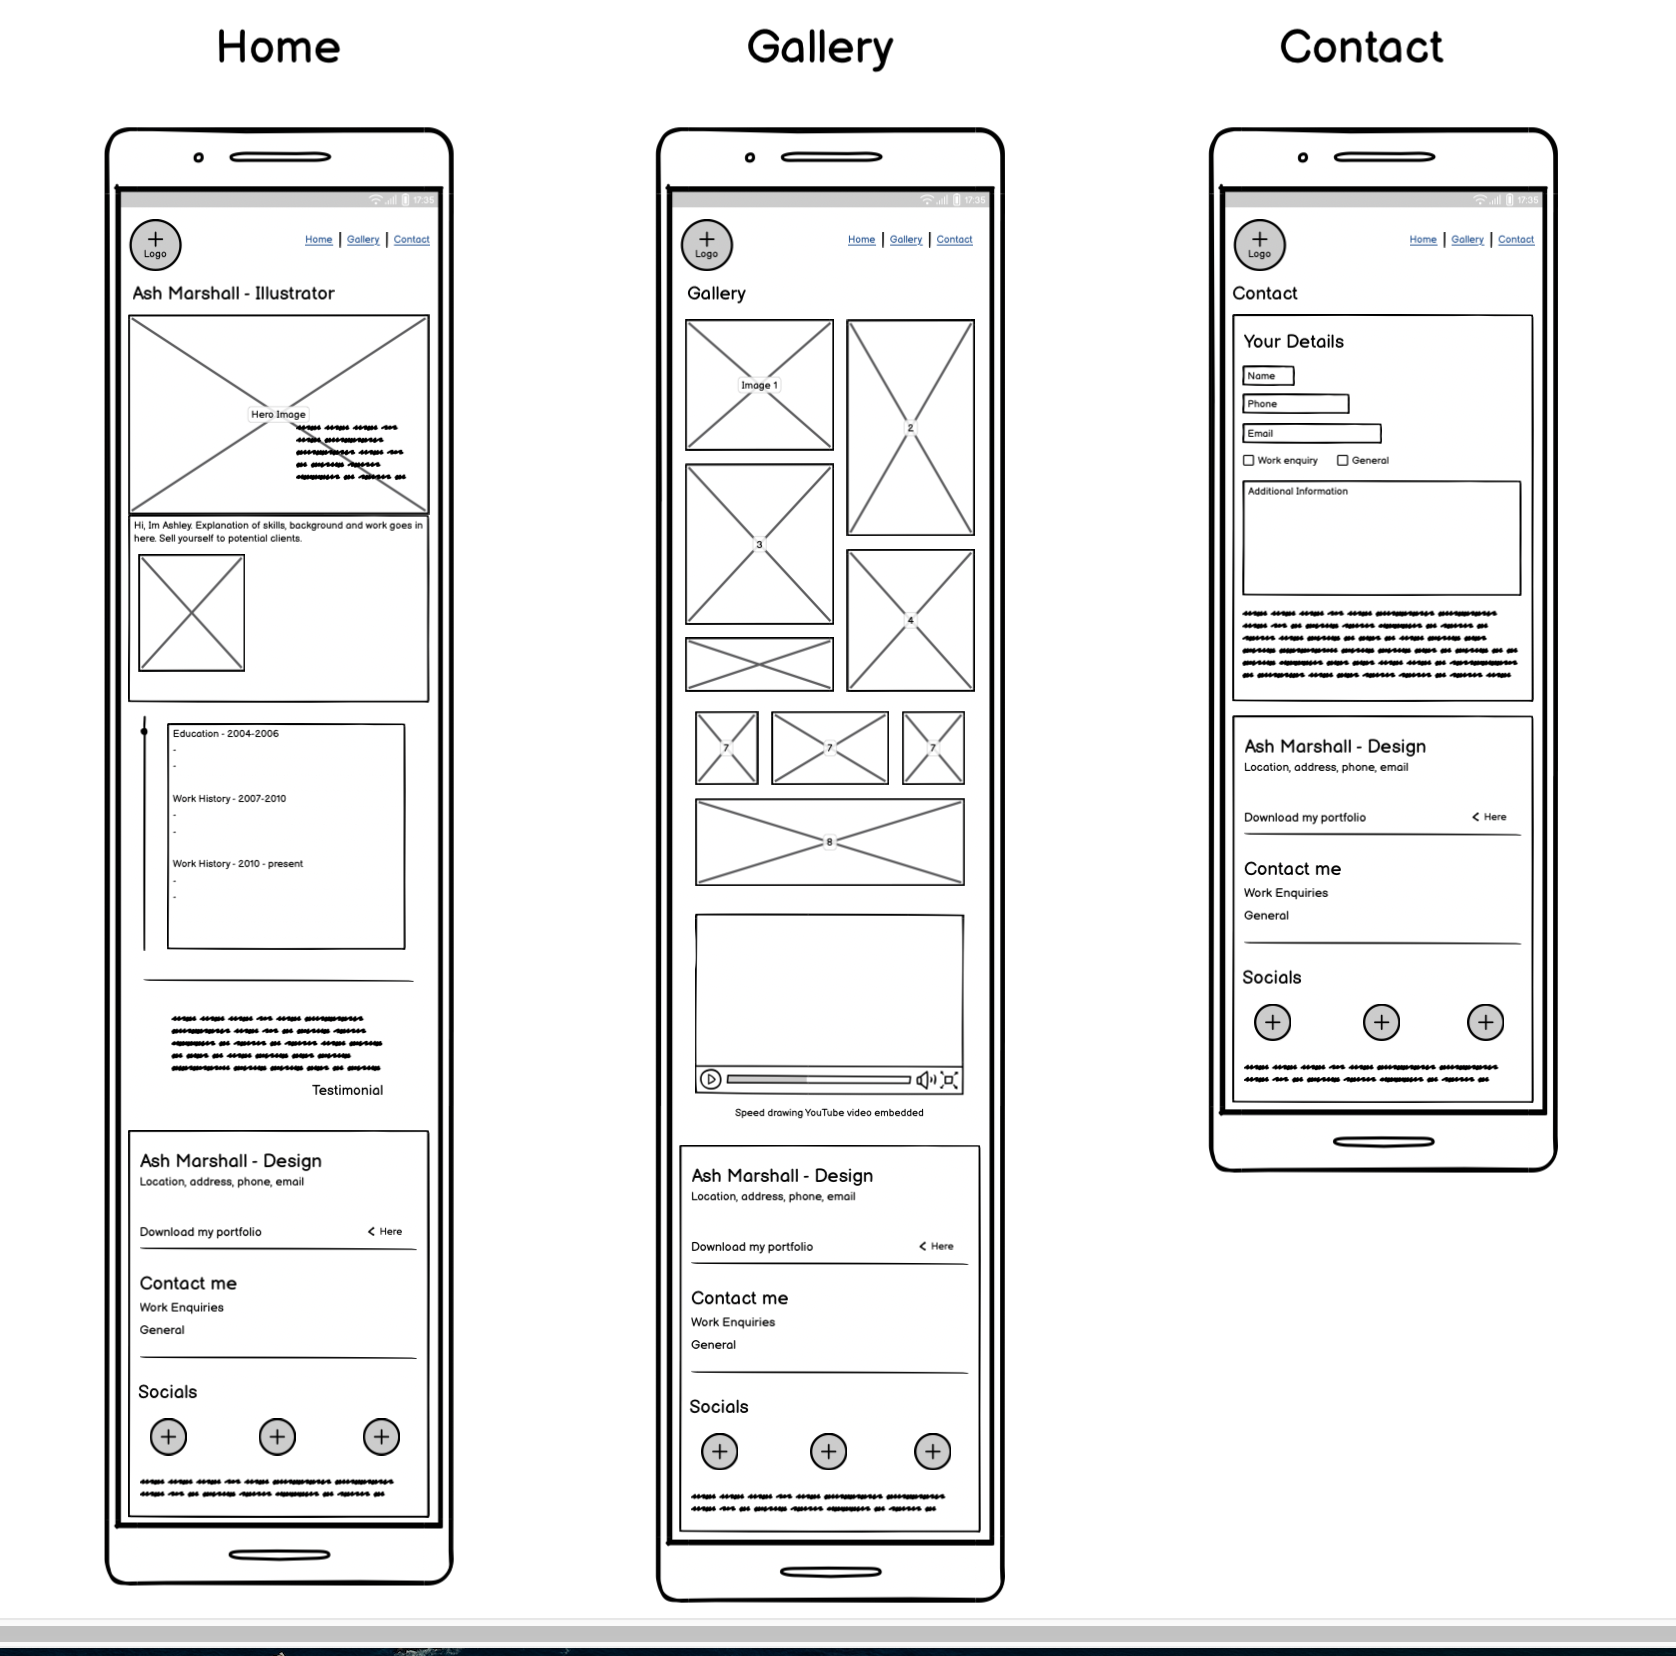 Home
Gallery
Contact
17:35
Logo
Home | Gallery | Contact
Ash Marshall - Illustrator
Hero Image
Hi, Im Ashley. Explanation of skills, background and work goes in
here. Sell yourself to potential clients.
Education - 2004-2006
-
-
Work History - 2007-2010
-
-
Work History - 2010 - present
-
-
Testimonial
Ash Marshall - Design
Location, address, phone, email
Download my portfolio
< Here
Contact me
Work Enquiries
General
Socials
17:35
Logo
Home | Gallery | Contact
Gallery
Image 1
2
3
4
7
7
7
8
Speed drawing YouTube video embedded
Ash Marshall - Design
Location, address, phone, email
Download my portfolio
< Here
Contact me
Work Enquiries
General
Socials
17:35
Logo
Home | Gallery | Contact
Contact
Your Details
Name
Phone
Email
Work enquiry
General
Additional Information
Ash Marshall - Design
Location, address, phone, email
Download my portfolio
< Here
Contact me
Work Enquiries
General
Socials